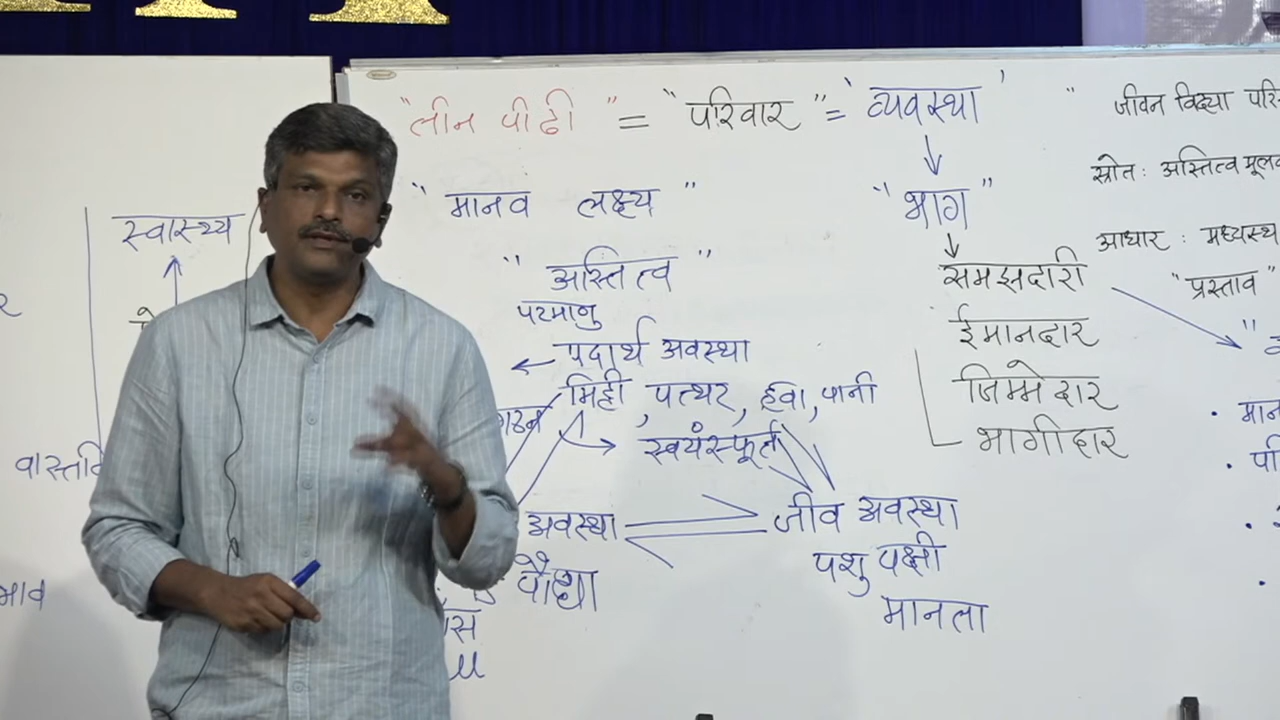 "तीन पीढी" = "परिवार" = 'व्यवस्था'
"भाग"
समझदारी
ईमानदार
जिम्मेदार
भागीदार
"मानव लक्ष्य"
"अस्तित्व"
परमाणु
पदार्थ अवस्था
मिट्टी, पत्थर, हवा, पानी
स्वयंस्फूर्त
अवस्था
जीव अवस्था
पौधा
पशु पक्षी
मानता
स्वास्थ्य
" जीवन विद्या परि
स्रोत: अस्तित्व मूल
आधार : मध्यस्थ
"प्रस्ताव"